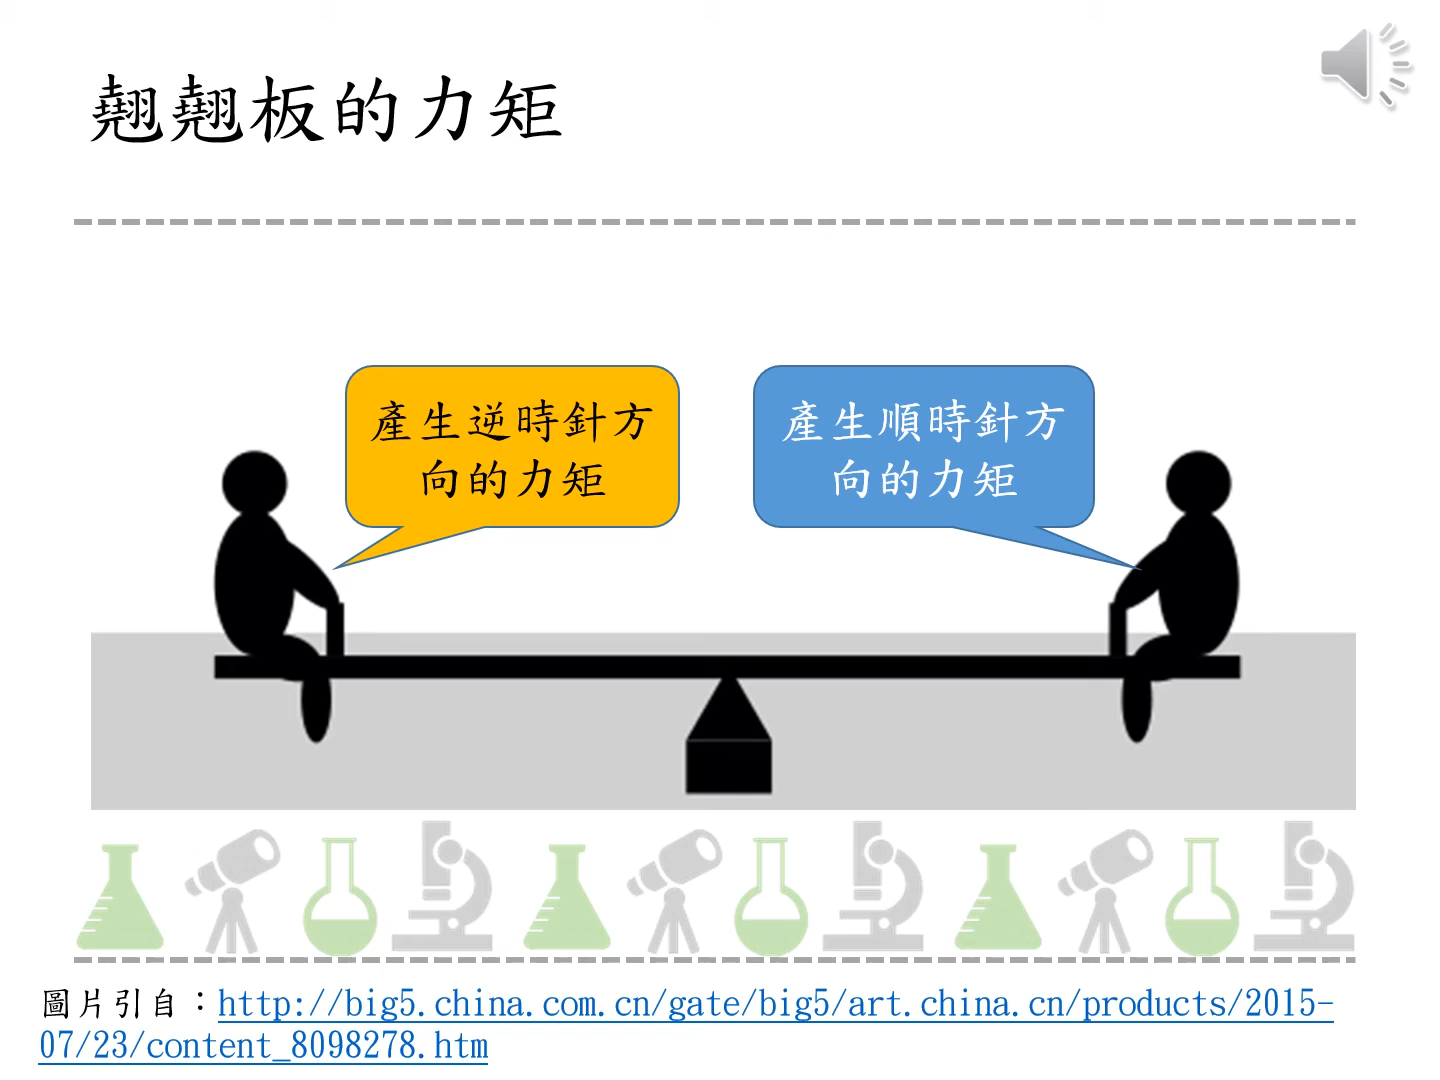 翹翹板的力矩
產生逆時針方
向的力矩
產生順時針方
向的力矩
圖片引自：http://big5.china.com.cn/gate/big5/art.china.cn/products/2015-
07/23/content_8098278.htm